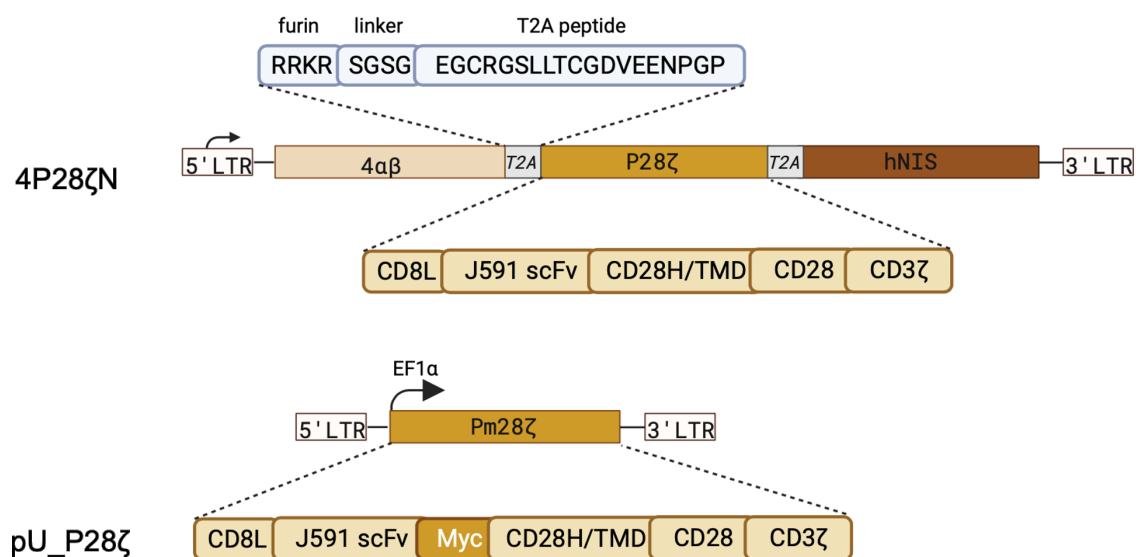 furin linker T2A peptide
RRKR SGSG EGCRGSLLTCGDVEENPGP
4P28ζN 5'LTR 4αβ T2A P28ζ T2A hNIS 3'LTR
CD8L J591 scFv CD28H/TMD CD28 CD3ζ
EF1α
5'LTR Pm28ζ 3'LTR
pU_P28ζ CD8L J591 scFv Myc CD28H/TMD CD28 CD3ζ